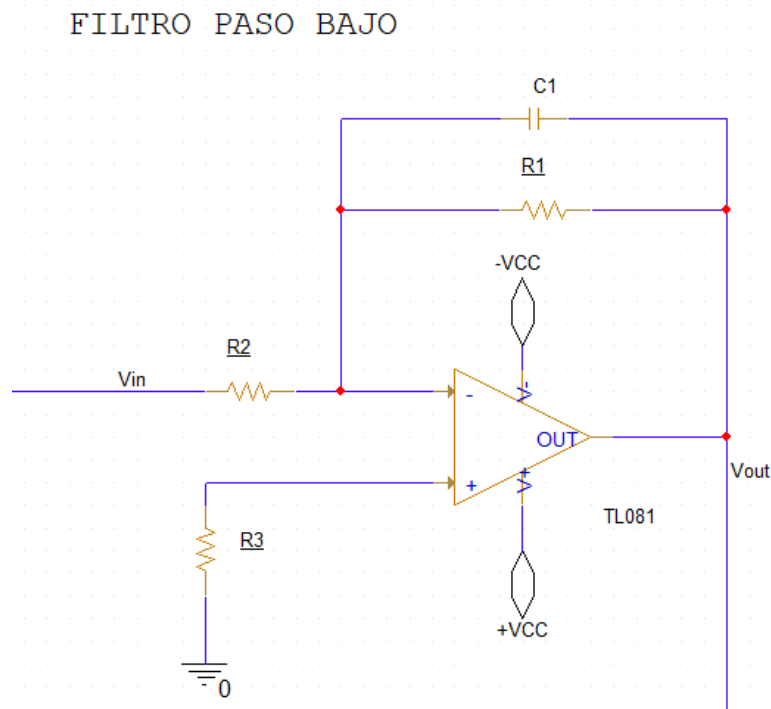 FILTRO PASO BAJO
C1
R1
-VCC
R2
Vin
-
V-
OUT
+
V+
Vout
TL081
R3
+VCC
0